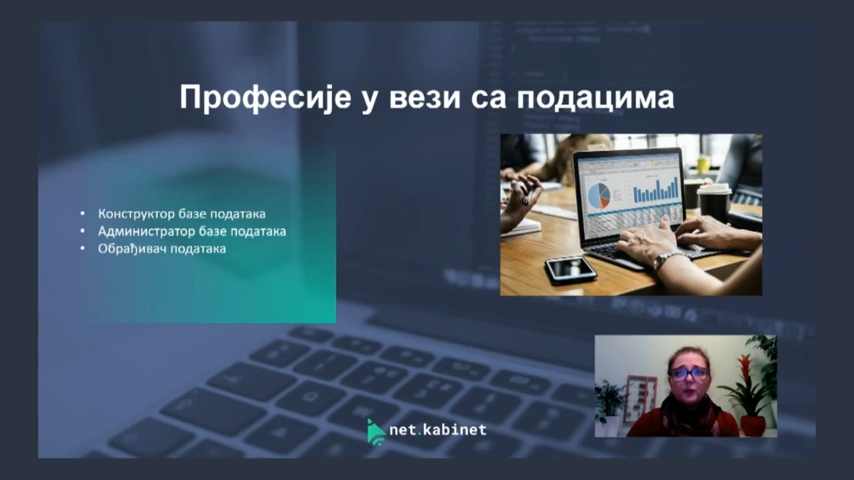 Професије у вези са подацима
• Конструктор базе података
• Администратор базе података
• Обрађивач података
net.kabinet